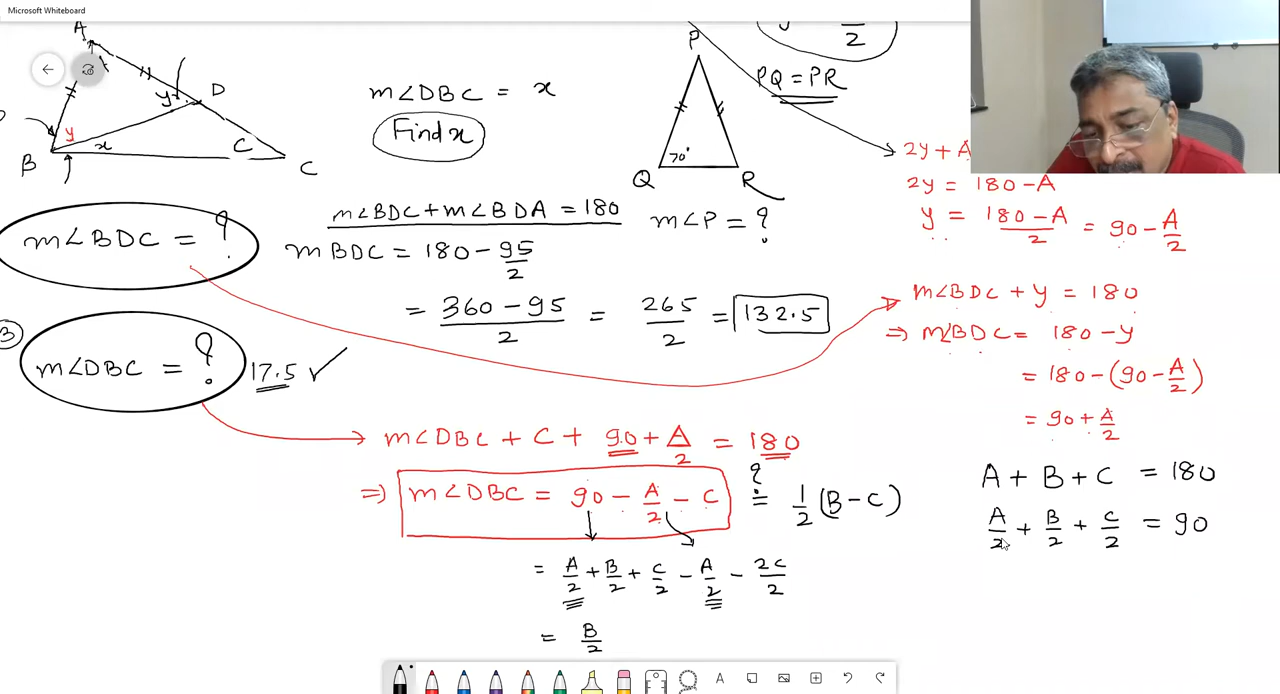 Microsoft Whiteboard
A
D
y
y
x
B
C
C
m∠DBC = x
Find x
P
70°
Q
R
2
PQ = PR
m∠P = ?
2y + A
2y = 180 - A
y = (180 - A)/2 = 90 - A/2
m∠BDC = ?
m∠BDC + m∠BDA = 180
mBDC = 180 - 95/2
= (360 - 95)/2 = 265/2 = 132.5
m∠BDC + y = 180
⇒ m∠BDC = 180 - y
= 180 - (90 - A/2)
= 90 + A/2
3
m∠DBC = ? 17.5 ✓
m∠DBC + C + 90 + A/2 = 180
⇒) m∠DBC = 90 - A/2 - C ?= 1/2 (B - C)
= A/2 + B/2 + C/2 - A/2 - 2C/2
= B/2
A + B + C = 180
A/2 + B/2 + C/2 = 90
A